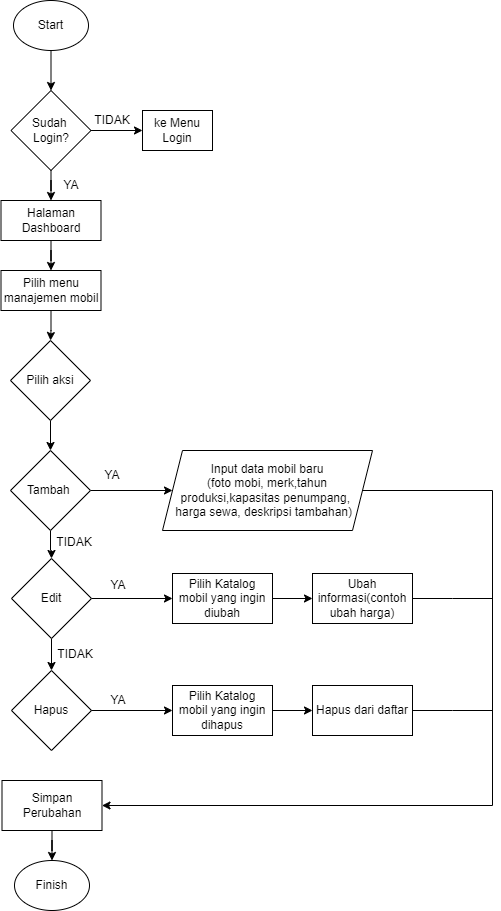 Start
Sudah
Login?
TIDAK
ke Menu
Login
YA
Halaman
Dashboard
Pilih menu
manajemen mobil
Pilih aksi
Tambah
YA
Input data mobil baru
(foto mobi, merk,tahun
produksi,kapasitas penumpang,
harga sewa, deskripsi tambahan)
TIDAK
Edit
YA
Pilih Katalog
mobil yang ingin
diubah
Ubah
informasi(contoh
ubah harga)
TIDAK
Hapus
YA
Pilih Katalog
mobil yang ingin
dihapus
Hapus dari daftar
Simpan
Perubahan
Finish